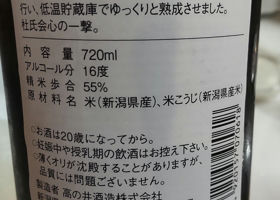 行い、低温貯蔵庫でゆっくりと熟成させました。
杜氏会心の一撃。
内容量 720ml
アルコール分 16度
精米歩合 55%
原材料名 米(新潟県産)、米こうじ(新潟県産米)
○お酒は20歳になってから。
○妊娠中や授乳期の飲酒はお控え下さい。
○薄くオリが沈殿することがありますが、
品質には問題ございません。
製造者 高の井酒造株式会